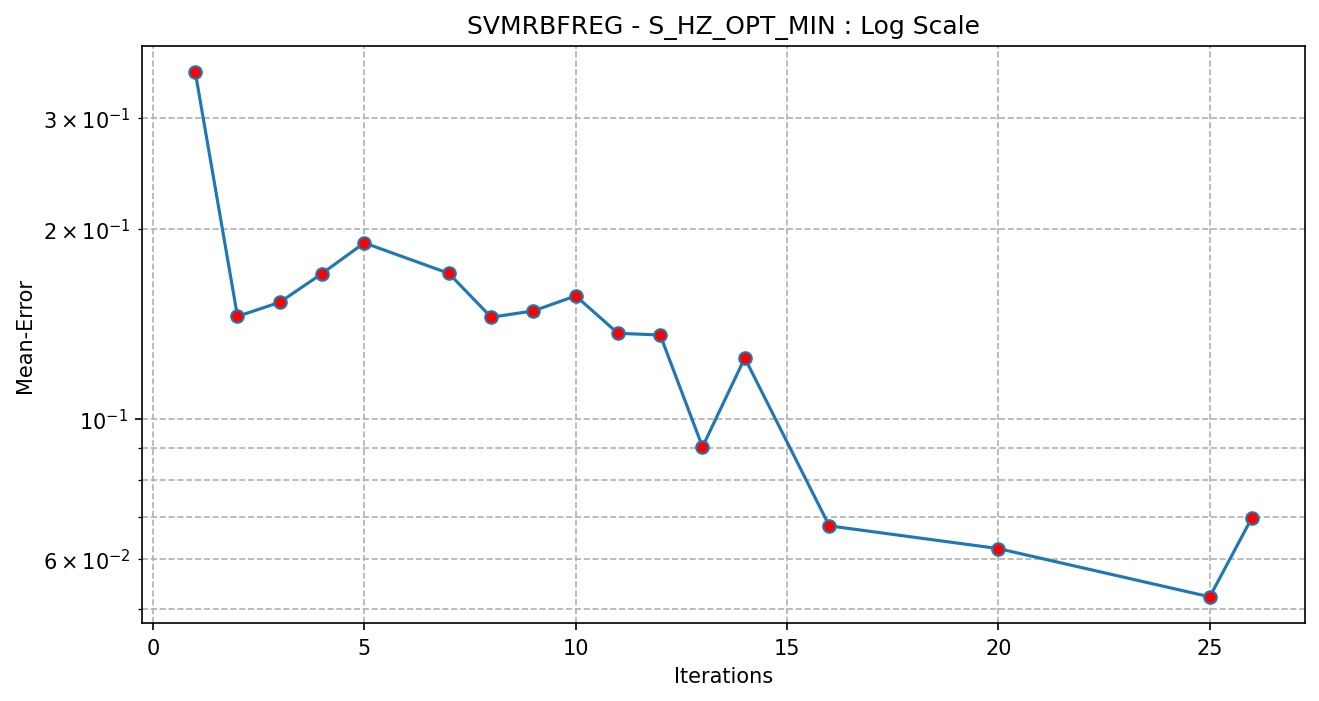 SVMRBFREG - S_HZ_OPT_MIN : Log Scale
3 × 10⁻¹
2 × 10⁻¹
10⁻¹
6 × 10⁻²
Mean-Error
0 5 10 15 20 25
Iterations